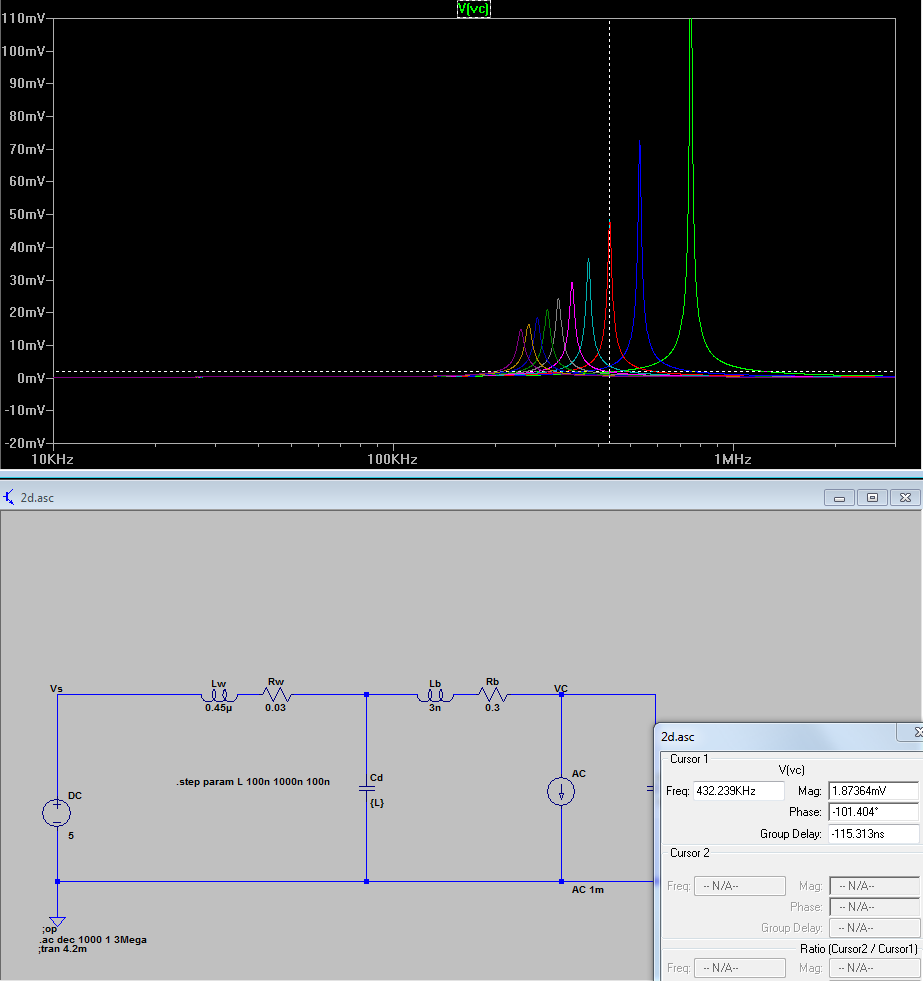 V(vc)
110mV
100mV
90mV
80mV
70mV
60mV
50mV
40mV
30mV
20mV
10mV
0mV
-10mV
-20mV
10KHz 100KHz 1MHz
2d.asc
Vs Lw Rw Lb Rb VC
0.45µ 0.03 3n 0.3
2d.asc
Cursor 1
V(vc)
Freq: 432.239KHz Mag: 1.87364mV
Phase: -101.404°
Group Delay: -115.313ns
Cursor 2
Freq: -- N/A-- Mag: -- N/A--
Phase: -- N/A--
Group Delay: -- N/A--
Ratio (Cursor2 / Cursor1)
Freq: -- N/A-- Mag: -- N/A--
DC
5
.step param L 100n 1000n 100n
Cd
{L}
AC
AC 1m
;op
.ac dec 1000 1 3Mega
;tran 4.2m